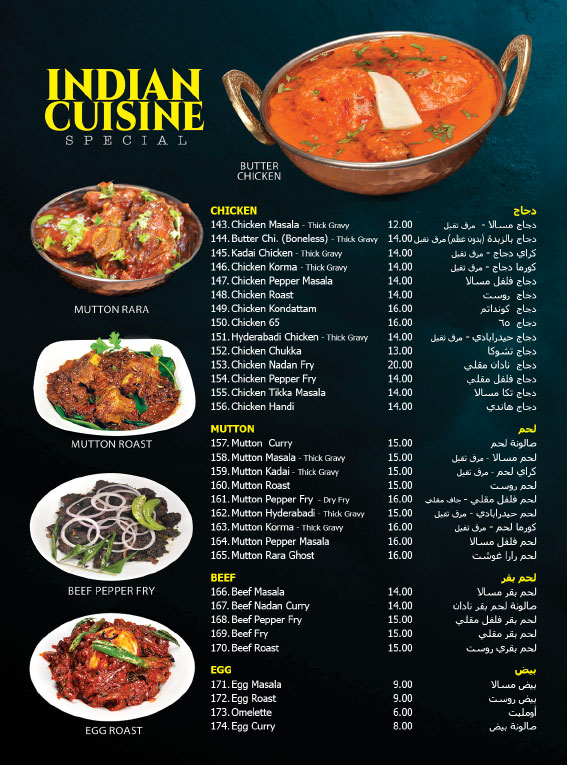 INDIAN
CUISINE
SPECIAL
BUTTER
CHICKEN
MUTTON RARA
MUTTON ROAST
BEEF PEPPER FRY
EGG ROAST
CHICKEN دجاج
143. Chicken Masala - Thick Gravy 12.00 دجاج مسالا - مرق ثقيل
144. Butter Chi. (Boneless) - Thick Gravy 14.00 دجاج بالزبدة (بدون عظم) مرق ثقيل
145. Kadai Chicken - Thick Gravy 14.00 كراي دجاج - مرق ثقيل
146. Chicken Korma - Thick Gravy 14.00 كورما دجاج - مرق ثقيل
147. Chicken Pepper Masala 14.00 دجاج فلفل مسالا
148. Chicken Roast 14.00 دجاج روست
149. Chicken Kondattam 16.00 دجاج كونداتم
150. Chicken 65 16.00 دجاج ٦٥
151. Hyderabadi Chicken - Thick Gravy 14.00 دجاج حيدرابادي - مرق ثقيل
152. Chicken Chukka 13.00 دجاج تشوكا
153. Chicken Nadan Fry 20.00 دجاج نادان مقلي
154. Chicken Pepper Fry 14.00 دجاج فلفل مقلي
155. Chicken Tikka Masala 14.00 دجاج تكا مسالا
156. Chicken Handi 14.00 دجاج هاندي
MUTTON لحم
157. Mutton Curry 15.00 صالونة لحم
158. Mutton Masala - Thick Gravy 15.00 لحم مسالا - مرق ثقيل
159. Mutton Kadai - Thick Gravy 15.00 كراي لحم - مرق ثقيل
160. Mutton Roast 15.00 لحم روست
161. Mutton Pepper Fry - Dry Fry 16.00 لحم فلفل مقلي - جاف مقلي
162. Mutton Hyderabadi - Thick Gravy 15.00 لحم حيدرابادي - مرق ثقيل
163. Mutton Korma - Thick Gravy 16.00 كورما لحم - مرق ثقيل
164. Mutton Pepper Masala 16.00 لحم فلفل مسالا
165. Mutton Rara Ghost 16.00 لحم رارا غوشت
BEEF لحم بقر
166. Beef Masala 14.00 لحم بقر مسالا
167. Beef Nadan Curry 14.00 صالونة لحم بقر نادان
168. Beef Pepper Fry 15.00 لحم بقر فلفل مقلي
169. Beef Fry 15.00 لحم بقر مقلي
170. Beef Roast 15.00 لحم بقري روست
EGG بيض
171. Egg Masala 9.00 بيض مسالا
172. Egg Roast 9.00 بيض روست
173. Omelette 6.00 أومليت
174. Egg Curry 8.00 صالونة بيض